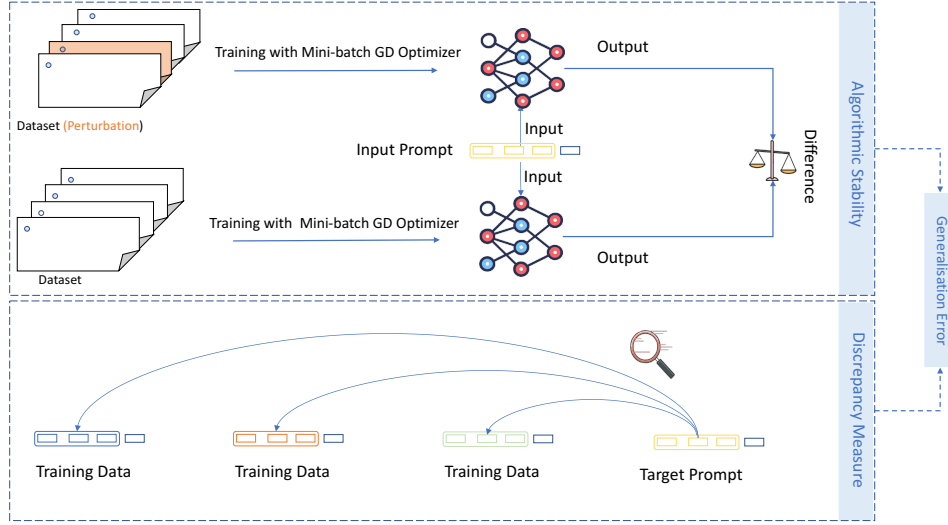 Training with Mini-batch GD Optimizer
Output
Dataset (Perturbation)
Input
Input Prompt
Input
Difference
Algorithmic Stability
Training with Mini-batch GD Optimizer
Output
Dataset
Generalisation Error
Discrepancy Measure
Training Data
Training Data
Training Data
Target Prompt